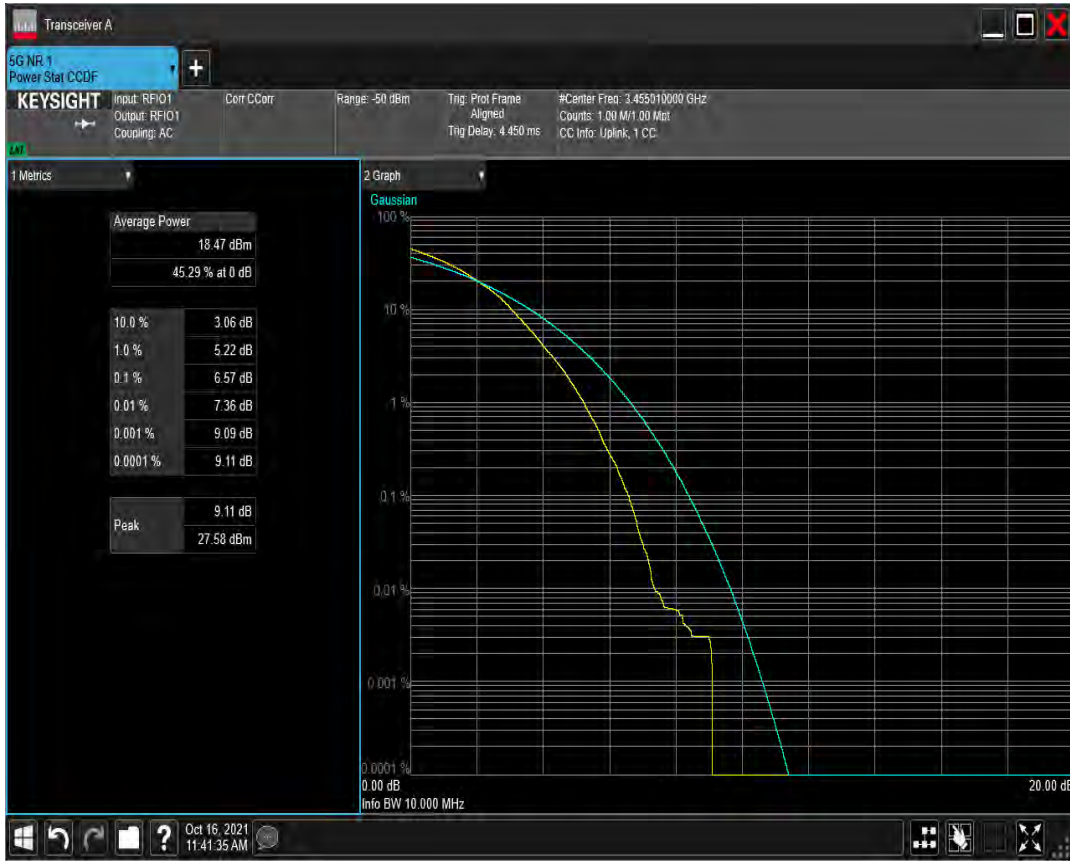 Transceiver A
5G NR 1
Power Stat CCDF
+
KEYSIGHT
Input: RFIO1
Output: RFIO1
Coupling: AC
Corr CCorr
Range: -50 dBm
Trig: Prot Frame
Aligned
Trig Delay: 4.450 ms
#Center Freq: 3.455010000 GHz
Counts: 1.00 M/1.00 Mpt
CC Info: Uplink, 1 CC
1 Metrics
Average Power
18.47 dBm
45.29 % at 0 dB
10.0 % 3.06 dB
1.0 % 5.22 dB
0.1 % 6.57 dB
0.01 % 7.36 dB
0.001 % 9.09 dB
0.0001 % 9.11 dB
Peak
9.11 dB
27.58 dBm
2 Graph
Gaussian
100 %
10 %
1 %
0.1 %
0.01 %
0.001 %
0.0001 %
0.00 dB
20.00 dB
Info BW 10.000 MHz
?
Oct 16, 2021
11:41:35 AM